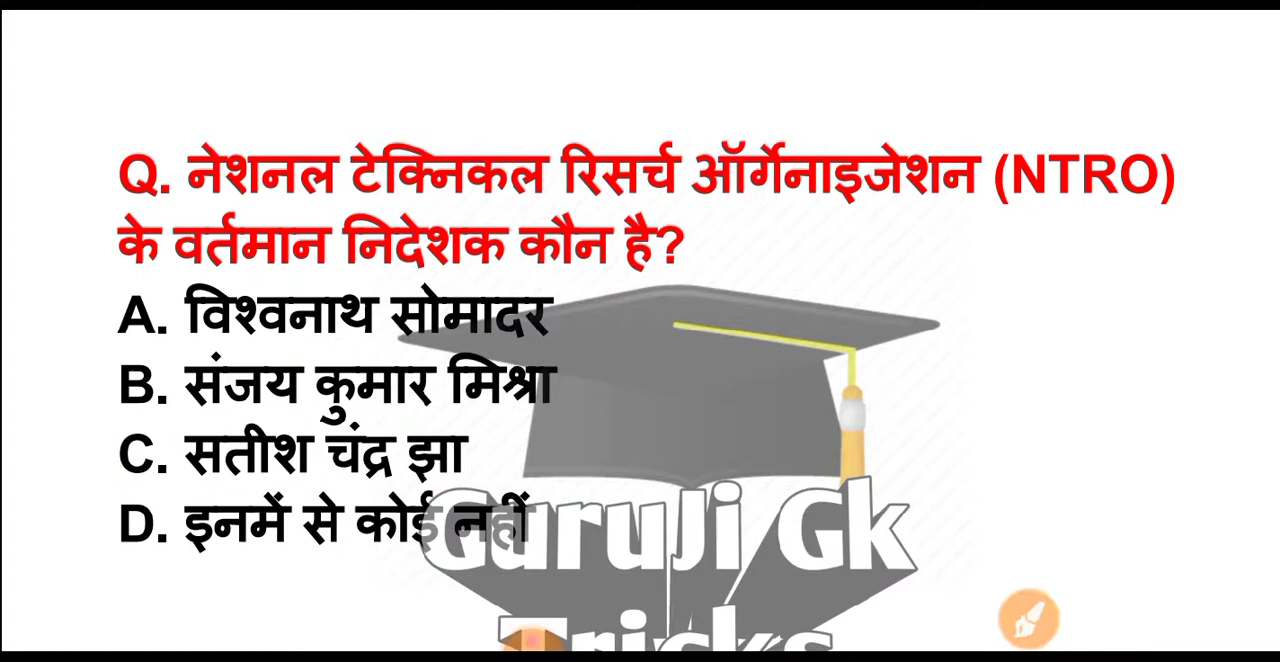 Q. नेशनल टेक्निकल रिसर्च ऑर्गेनाइजेशन (NTRO)
के वर्तमान निदेशक कौन है?
A. विश्वनाथ सोमादर
B. संजय कुमार मिश्रा
C. सतीश चंद्र झा
D. इनमें से कोई नहीं
GuruJi Gk
Tricks